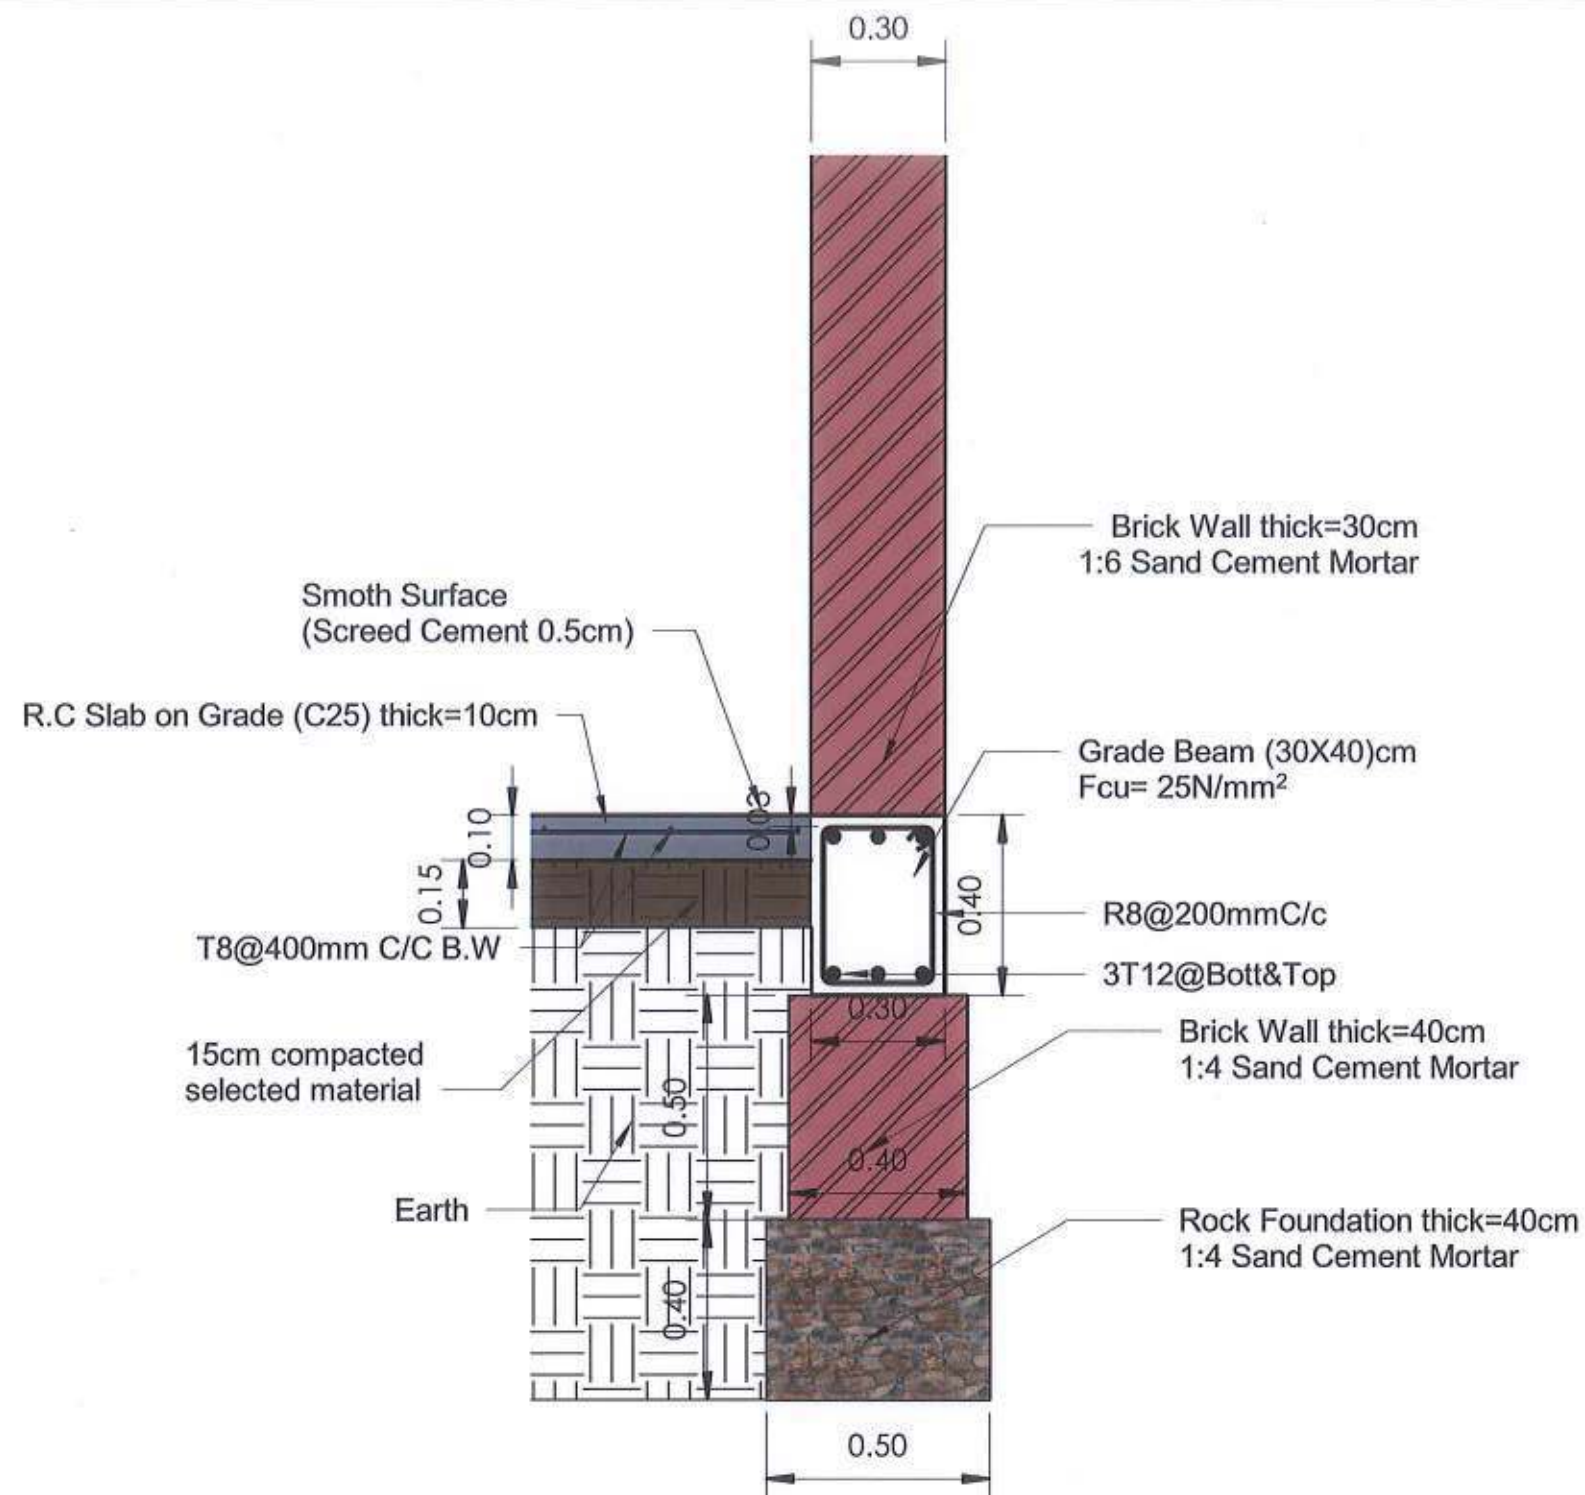 0.30
Brick Wall thick=30cm
1:6 Sand Cement Mortar
Smoth Surface
(Screed Cement 0.5cm)
R.C Slab on Grade (C25) thick=10cm
Grade Beam (30X40)cm
Fcu= 25N/mm²
0.03
0.10
0.15
0.40
R8@200mmC/c
T8@400mm C/C B.W
3T12@Bott&Top
0.30
Brick Wall thick=40cm
1:4 Sand Cement Mortar
15cm compacted
selected material
0.50
0.40
Earth
Rock Foundation thick=40cm
1:4 Sand Cement Mortar
0.40
0.50